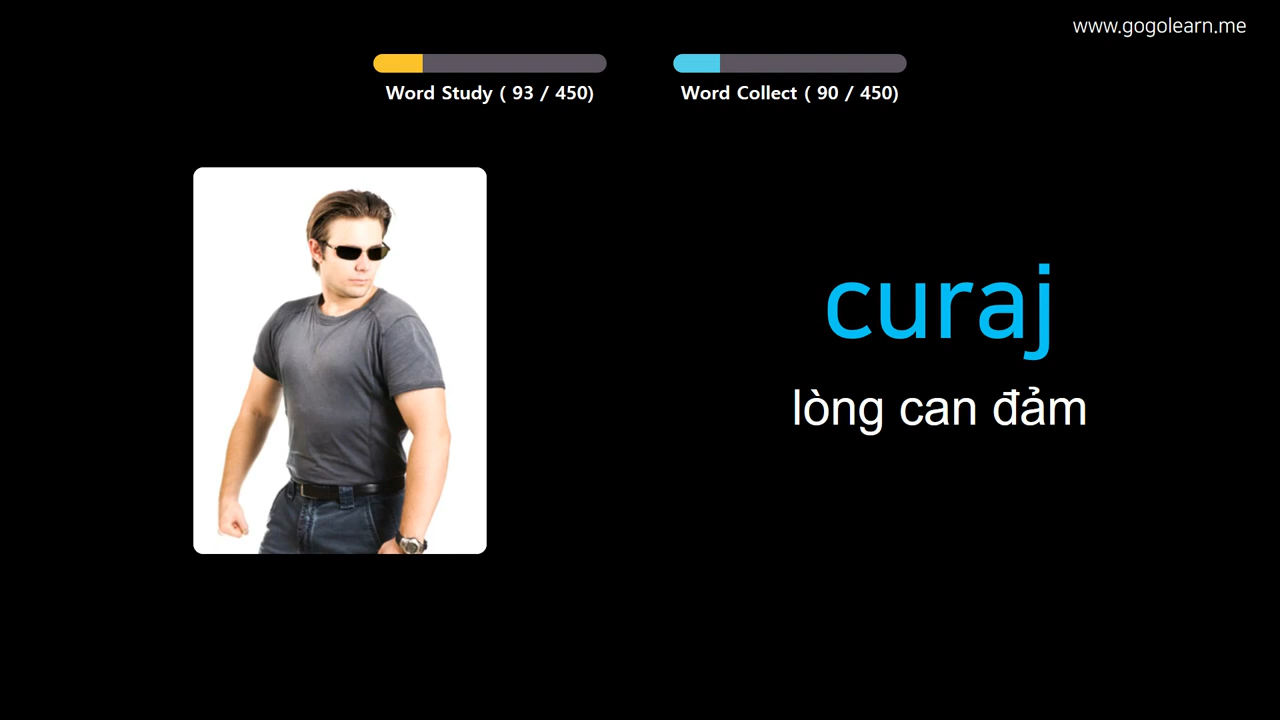 www.gogolearn.me
Word Study ( 93 / 450)
Word Collect ( 90 / 450)
curaj
lòng can đảm